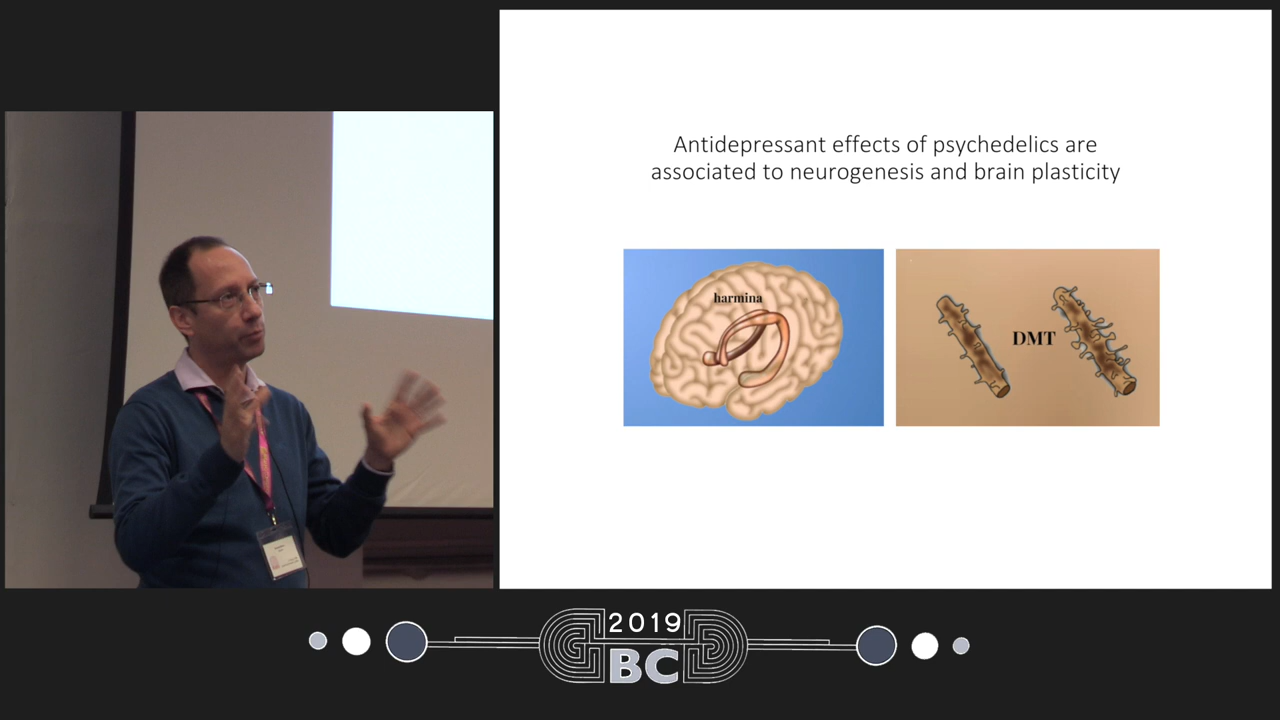 Antidepressant effects of psychedelics are
associated to neurogenesis and brain plasticity
harmina
DMT
2019
BC